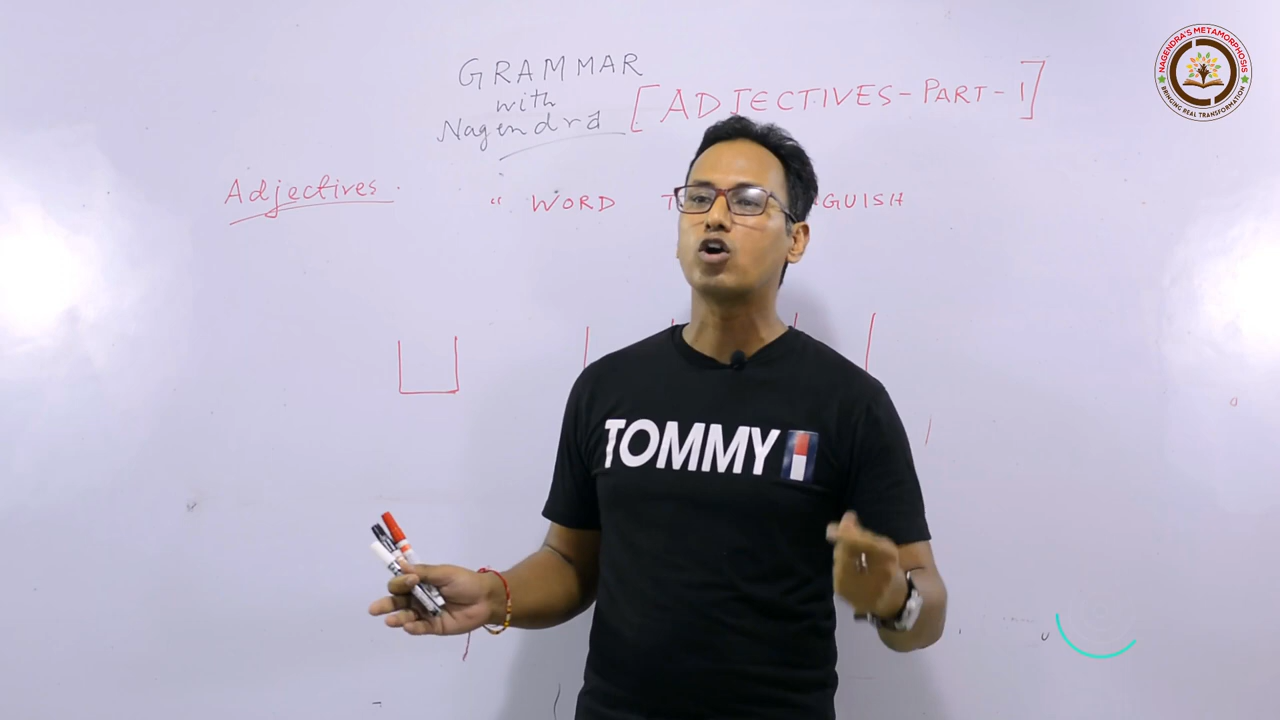 GRAMMAR
with
Nagendra
[ADJECTIVES-PART-1]
Adjectives.
" WORD T GUISH
TOMMY
NAGENDRA'S METAMORPHOSIS
BRINGING REAL TRANSFORMATION